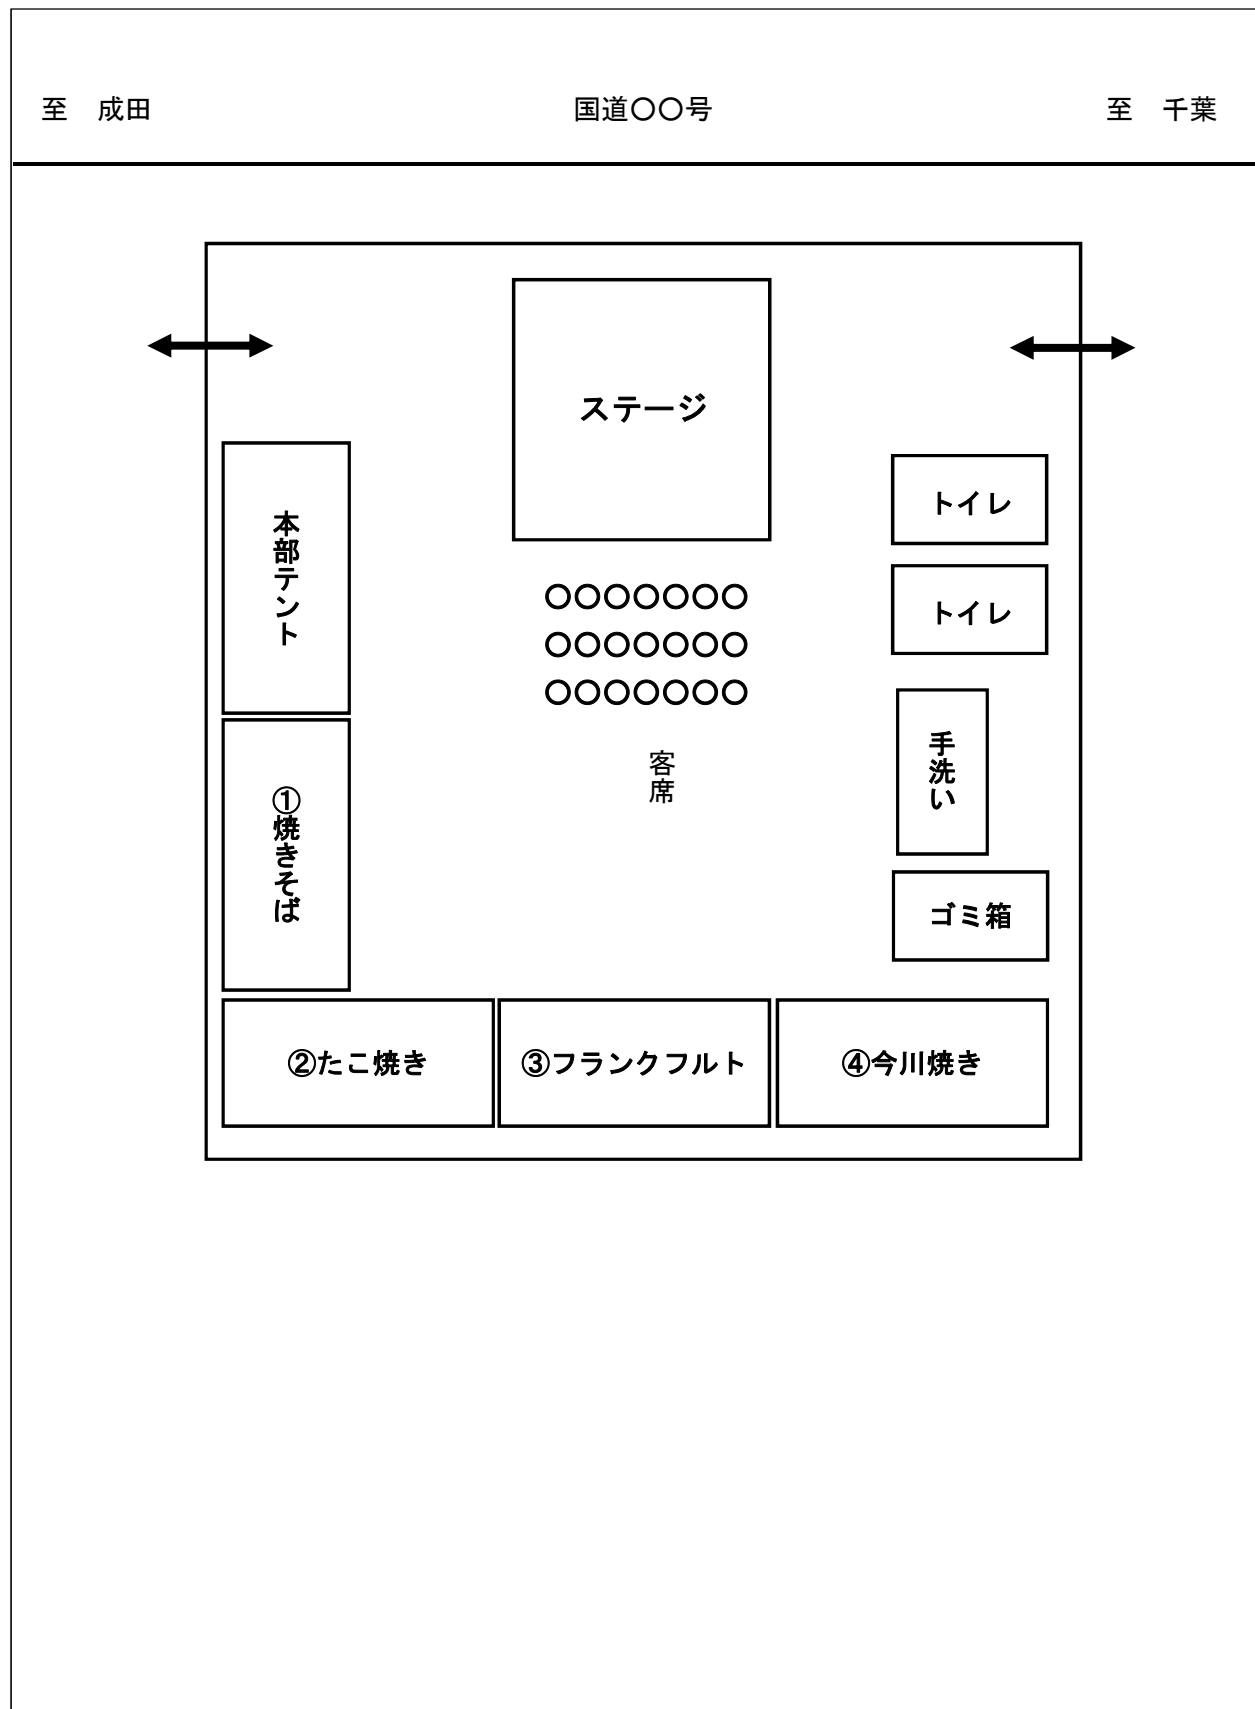 至　成田
国道〇〇号
至　千葉
ステージ
本部テント
トイレ
トイレ
〇〇〇〇〇〇〇
〇〇〇〇〇〇〇
〇〇〇〇〇〇〇
客席
手洗い
①焼きそば
ゴミ箱
②たこ焼き
③フランクフルト
④今川焼き